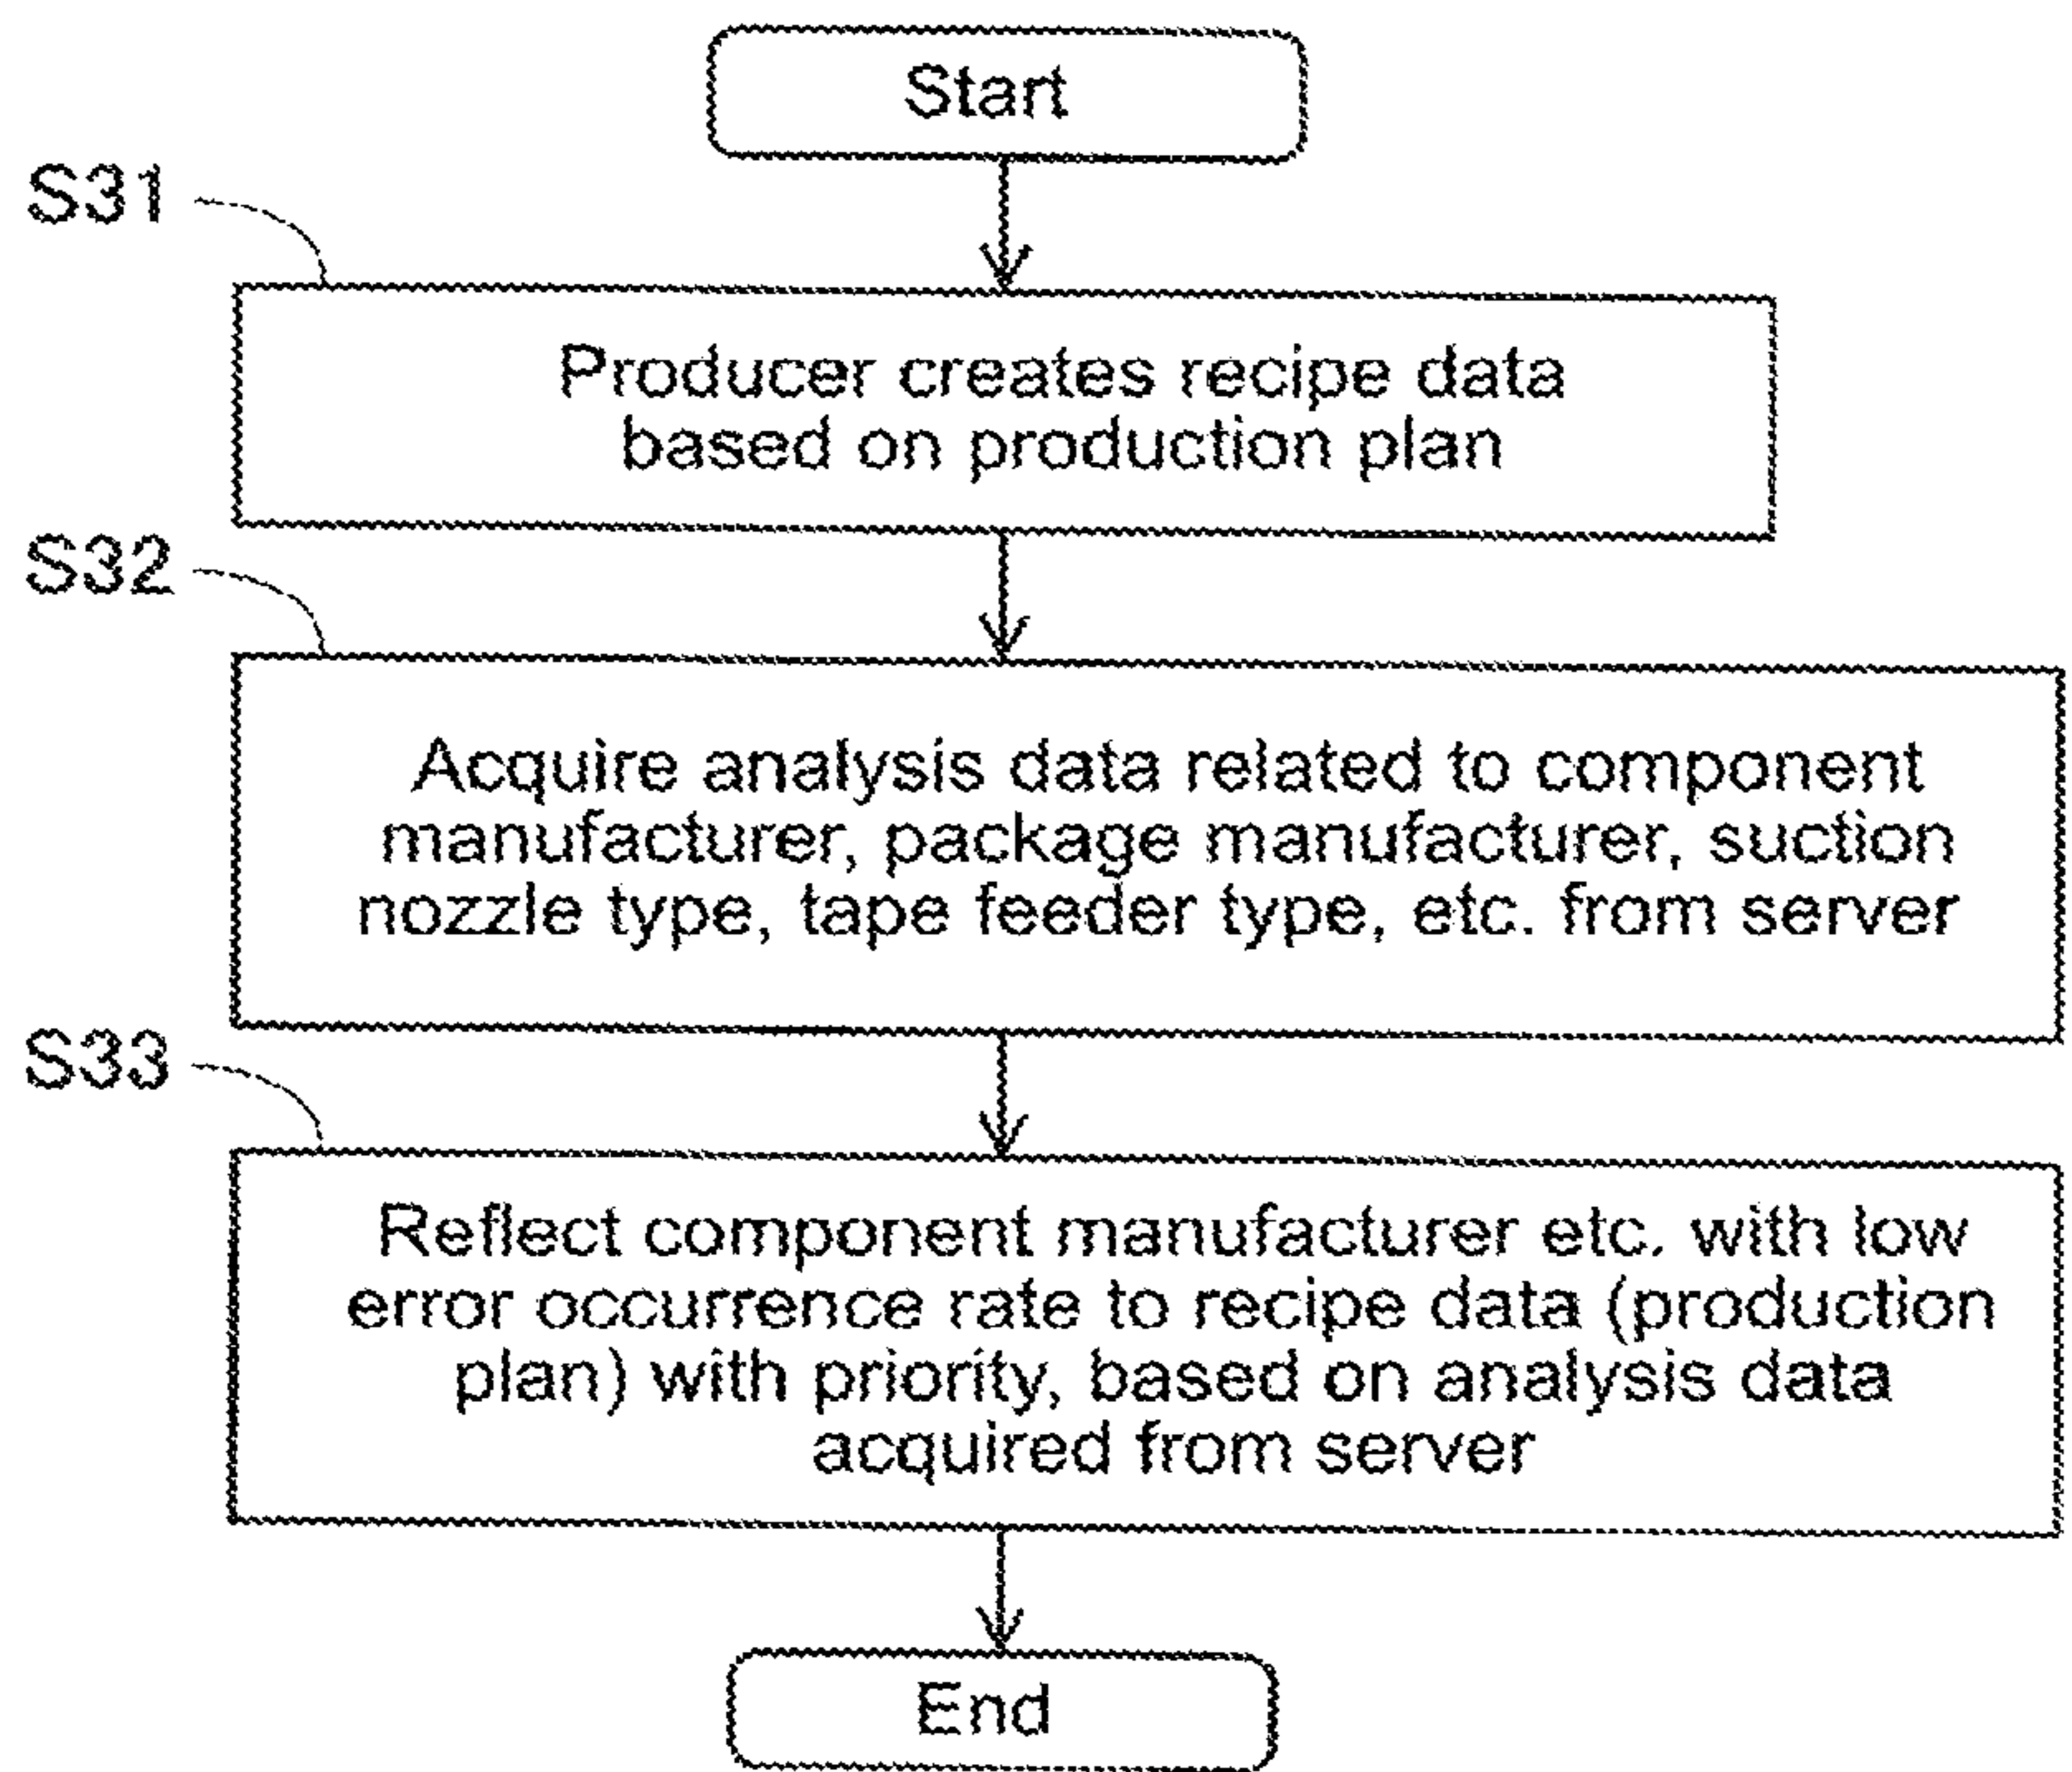 Start
S31
Producer creates recipe data
based on production plan
S32
Acquire analysis data related to component
manufacturer, package manufacturer, suction
nozzle type, tape feeder type, etc. from server
S33
Reflect component manufacturer etc. with low
error occurrence rate to recipe data (production
plan) with priority, based on analysis data
acquired from server
End